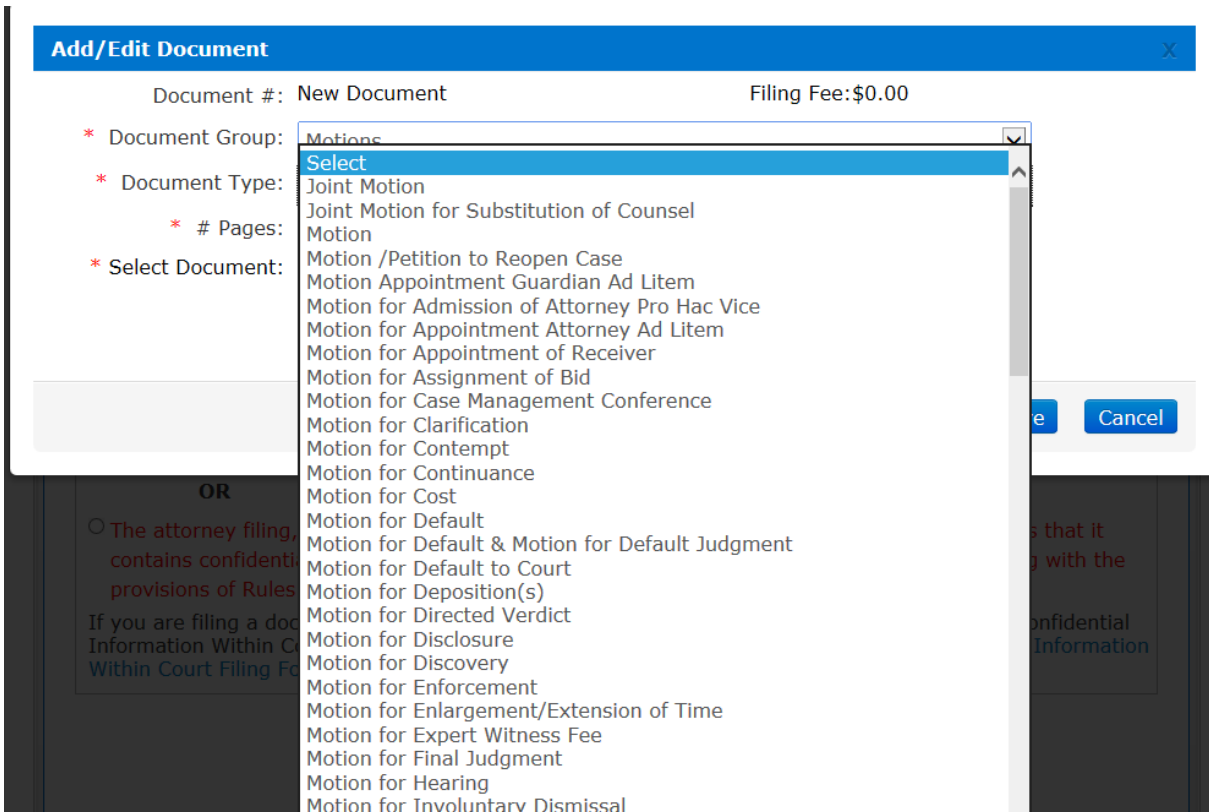 Add/Edit Document
X
Document #: New Document Filing Fee:$0.00
* Document Group: Motions
* Document Type:
* # Pages:
* Select Document:
Select
Joint Motion
Joint Motion for Substitution of Counsel
Motion
Motion /Petition to Reopen Case
Motion Appointment Guardian Ad Litem
Motion for Admission of Attorney Pro Hac Vice
Motion for Appointment Attorney Ad Litem
Motion for Appointment of Receiver
Motion for Assignment of Bid
Motion for Case Management Conference
Motion for Clarification
Motion for Contempt
Motion for Continuance
Motion for Cost
Motion for Default
Motion for Default & Motion for Default Judgment
Motion for Default to Court
Motion for Deposition(s)
Motion for Directed Verdict
Motion for Disclosure
Motion for Discovery
Motion for Enforcement
Motion for Enlargement/Extension of Time
Motion for Expert Witness Fee
Motion for Final Judgment
Motion for Hearing
Motion for Involuntary Dismissal
Cancel
OR
The attorney filing, that it
contains with the
provisions of Rules
If you are filing a
Information Within Information
Within Court Filing